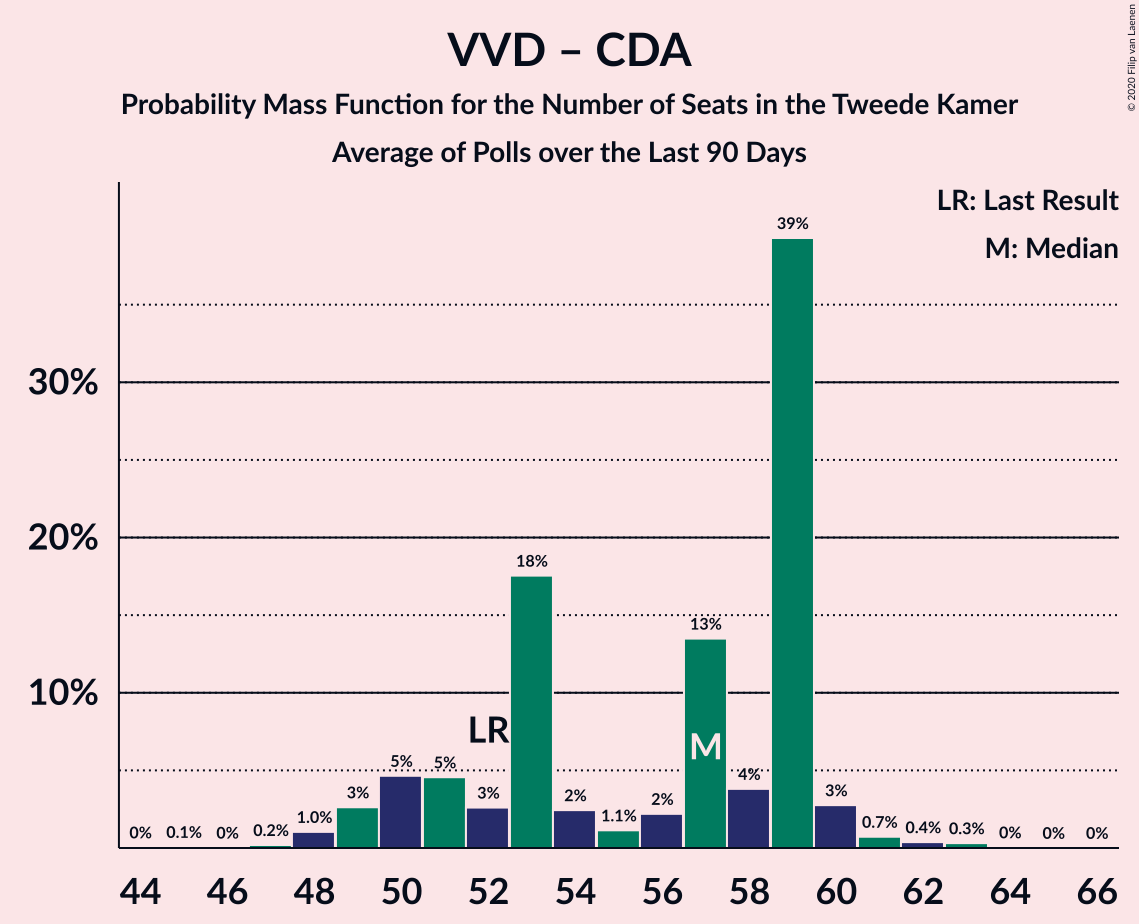 VVD – CDA
Probability Mass Function for the Number of Seats in the Tweede Kamer
Average of Polls over the Last 90 Days
© 2020 Filip van Laenen
LR: Last Result
M: Median
30%
20%
10%
0% 0.1% 0% 0.2% 1.0% 3% 5% 5% 3% 18% 2% 1.1% 2% 13% 4% 39% 3% 0.7% 0.4% 0.3% 0% 0% 0%
LR
M
44 46 48 50 52 54 56 58 60 62 64 66